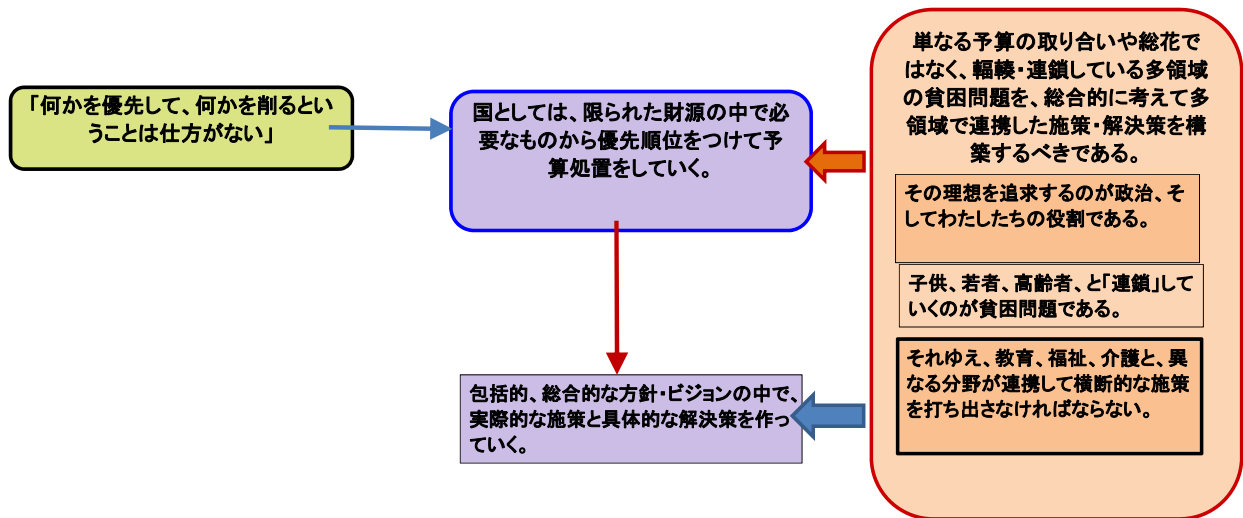 「何かを優先して、何かを削るとい
うことは仕方がない」
国としては、限られた財源の中で必
要なものから優先順位をつけて予
算処置をしていく。
包括的、総合的な方針・ビジョンの中で、
実際的な施策と具体的な解決策を作っ
ていく。
単なる予算の取り合いや総花で
はなく、輻輳・連鎖している多領域
の貧困問題を、総合的に考えて多
領域で連携した施策・解決策を構
築するべきである。
その理想を追求するのが政治、そ
してわたしたちの役割である。
子供、若者、高齢者、と「連鎖」して
いくのが貧困問題である。
それゆえ、教育、福祉、介護と、異
なる分野が連携して横断的な施策
を打ち出さなければならない。